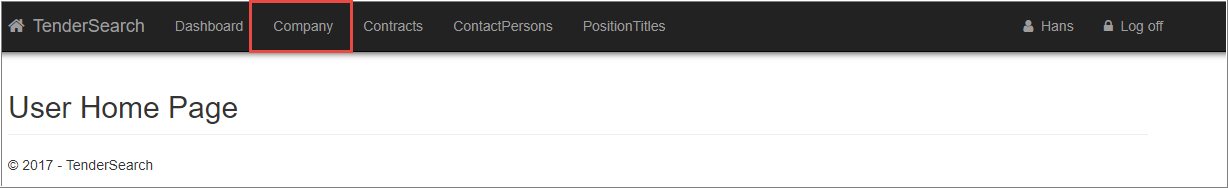 TenderSearch Dashboard Company Contracts ContactPersons PositionTitles Hans Log off
User Home Page
© 2017 - TenderSearch